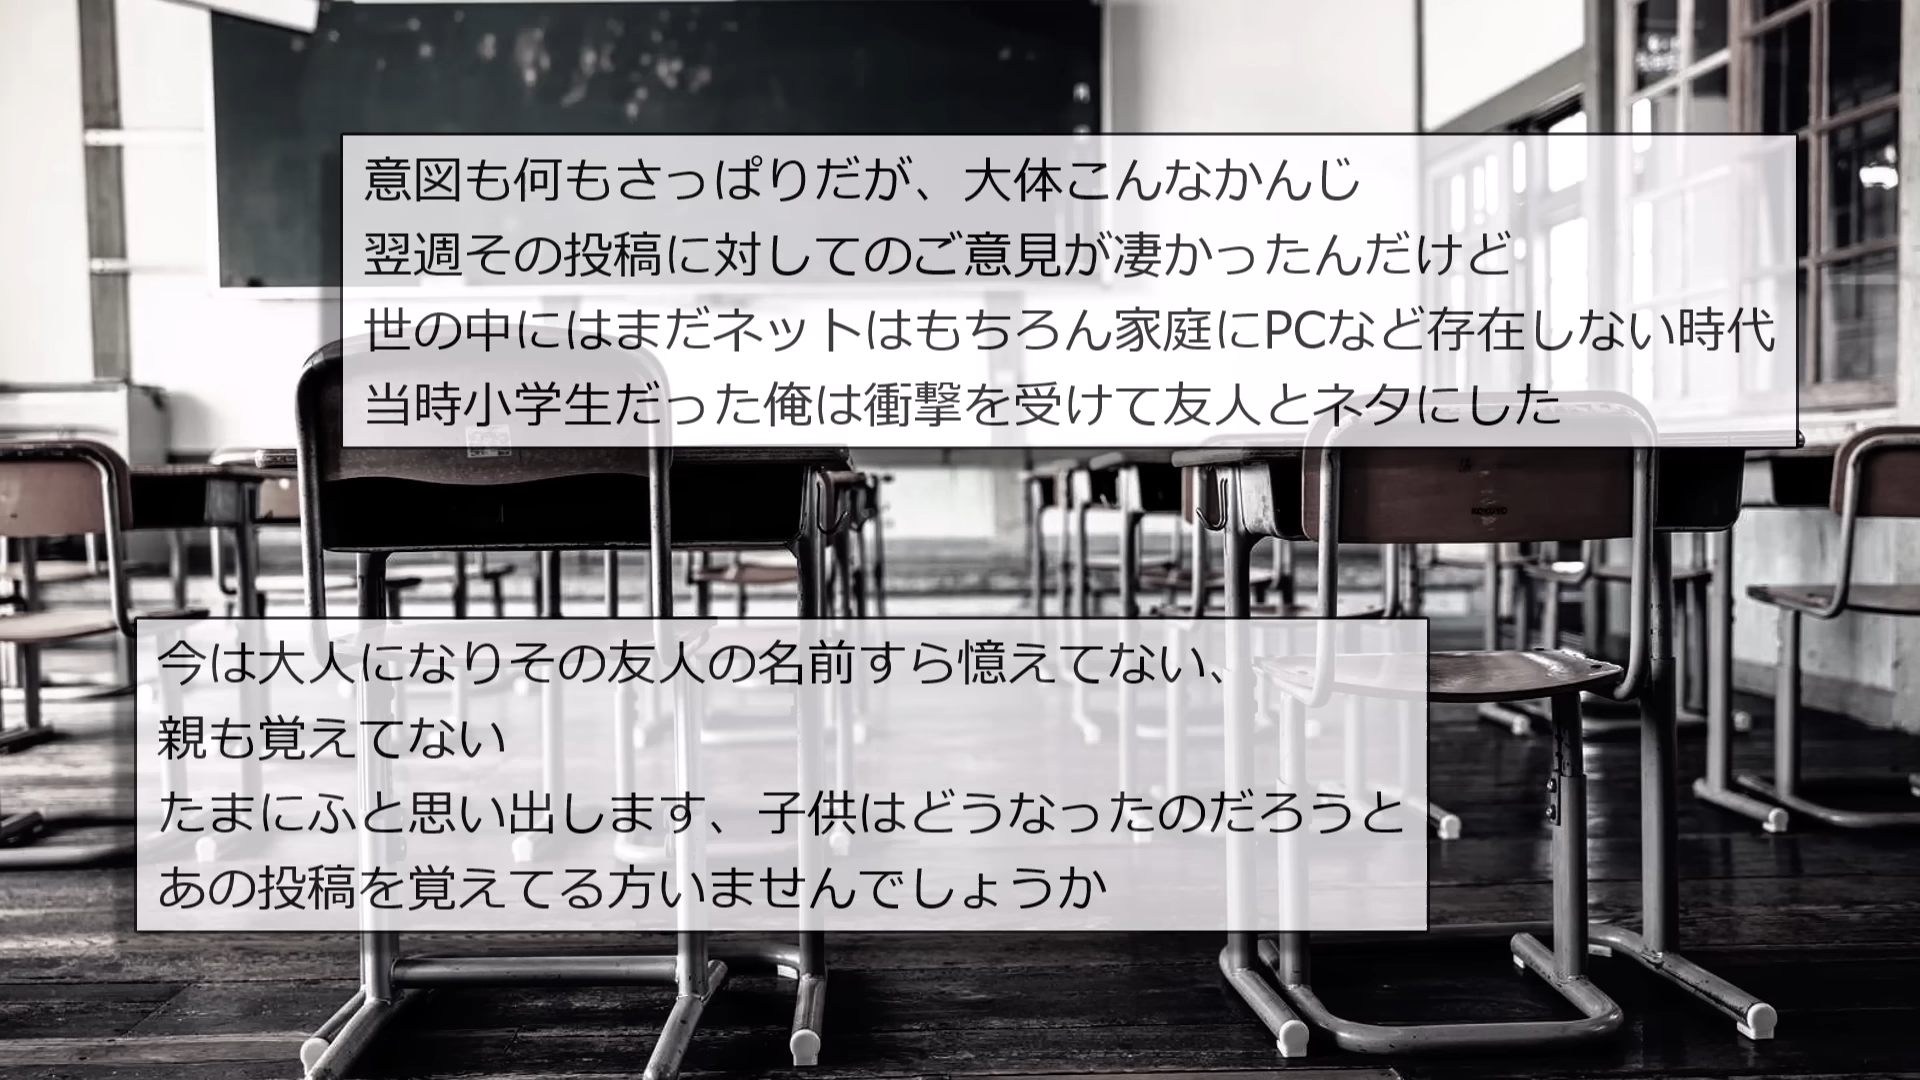 意図も何もさっぱりだが、大体こんなかんじ
翌週その投稿に対してのご意見が凄かったんだけど
世の中にはまだネットはもちろん家庭にPCなど存在しない時代
当時小学生だった俺は衝撃を受けて友人とネタにした
KOKUYO
今は大人になりその友人の名前すら憶えてない、
親も覚えてない
たまにふと思い出します、子供はどうなったのだろうと
あの投稿を覚えてる方いませんでしょうか